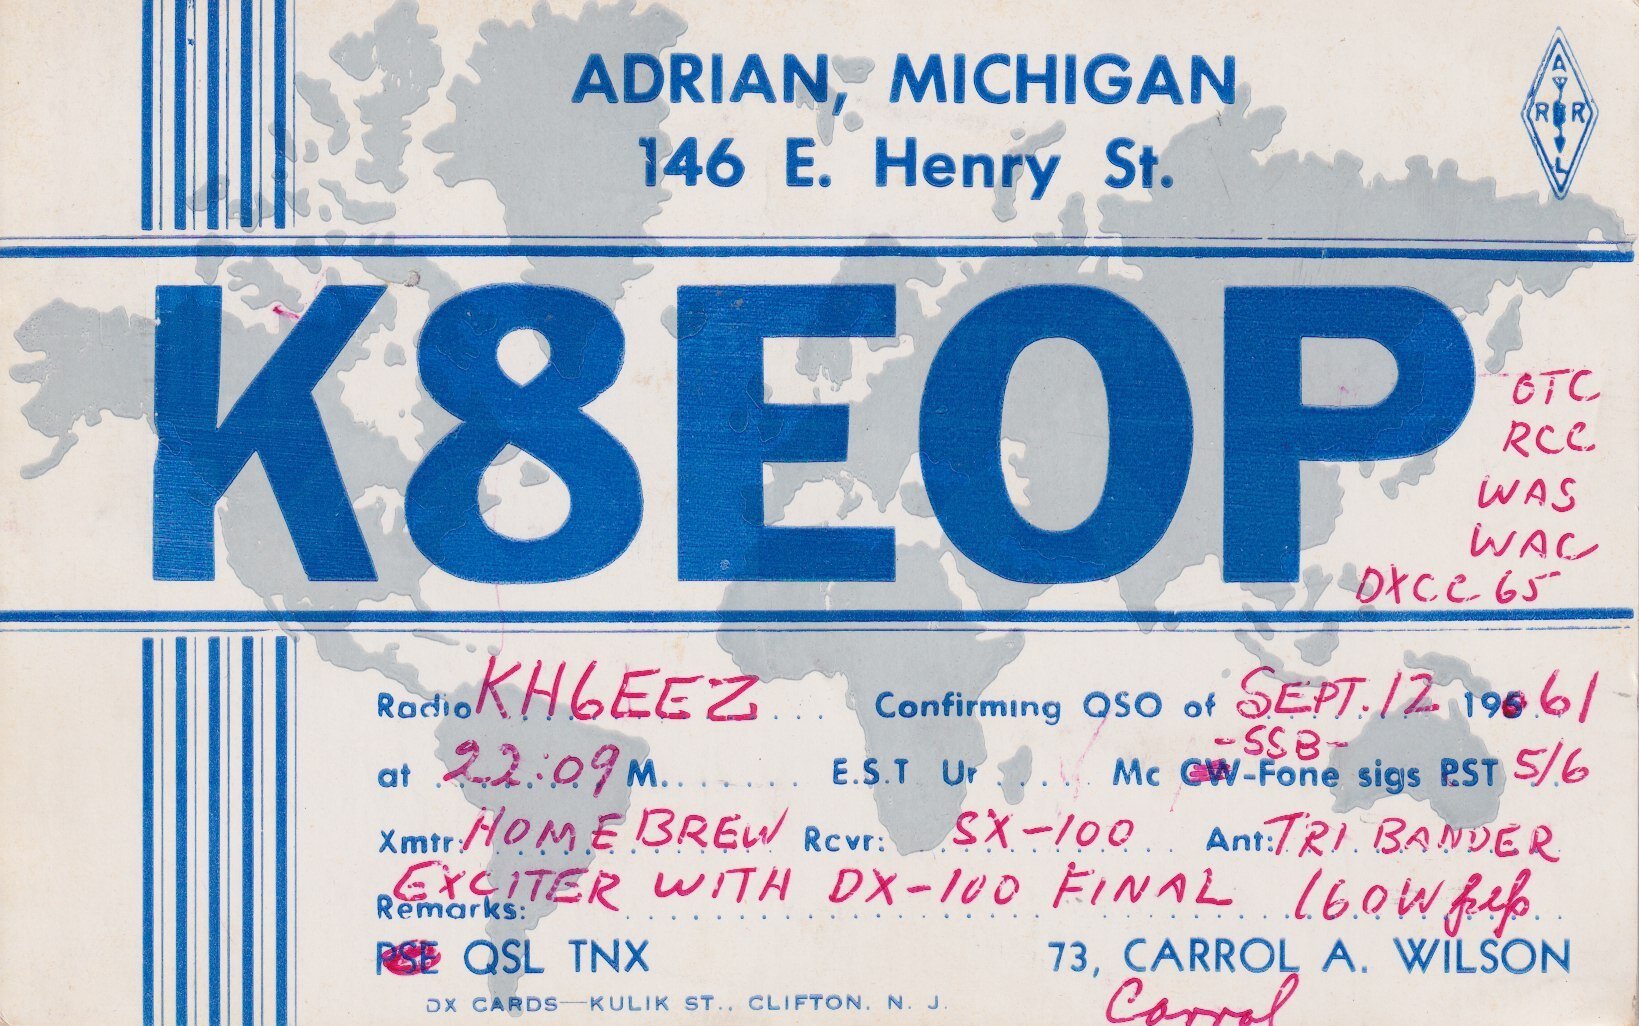 ADRIAN, MICHIGAN
146 E. Henry St.
A
R R
L
K8EOP
OTC
RCC
WAS
WAC
DXCC 65
Radio KH6EEZ Confirming QSO of SEPT. 12 196 61
-SSB-
at 22:09 M. E.S.T Ur Mc CW-Fone sigs RST 5/6
Xmtr: HOMEBREW Rcvr: SX-100 Ant: TRI BANDER
EXCITER WITH DX-100 FINAL 160W pep
Remarks:
PSE QSL TNX 73, CARROL A. WILSON
DX CARDS—KULIK ST., CLIFTON, N. J.
Carrol